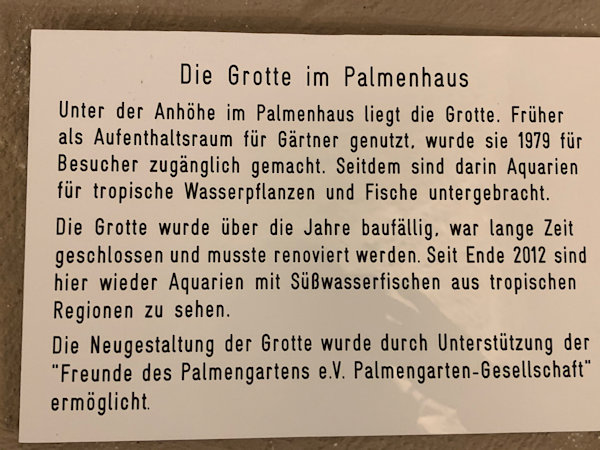 Die Grotte im Palmenhaus
Unter der Anhöhe im Palmenhaus liegt die Grotte. Früher
als Aufenthaltsraum für Gärtner genutzt, wurde sie 1979 für
Besucher zugänglich gemacht. Seitdem sind darin Aquarien
für tropische Wasserpflanzen und Fische untergebracht.
Die Grotte wurde über die Jahre baufällig, war lange Zeit
geschlossen und musste renoviert werden. Seit Ende 2012 sind
hier wieder Aquarien mit Süßwasserfischen aus tropischen
Regionen zu sehen.
Die Neugestaltung der Grotte wurde durch Unterstützung der
"Freunde des Palmengartens e.V. Palmengarten-Gesellschaft"
ermöglicht.